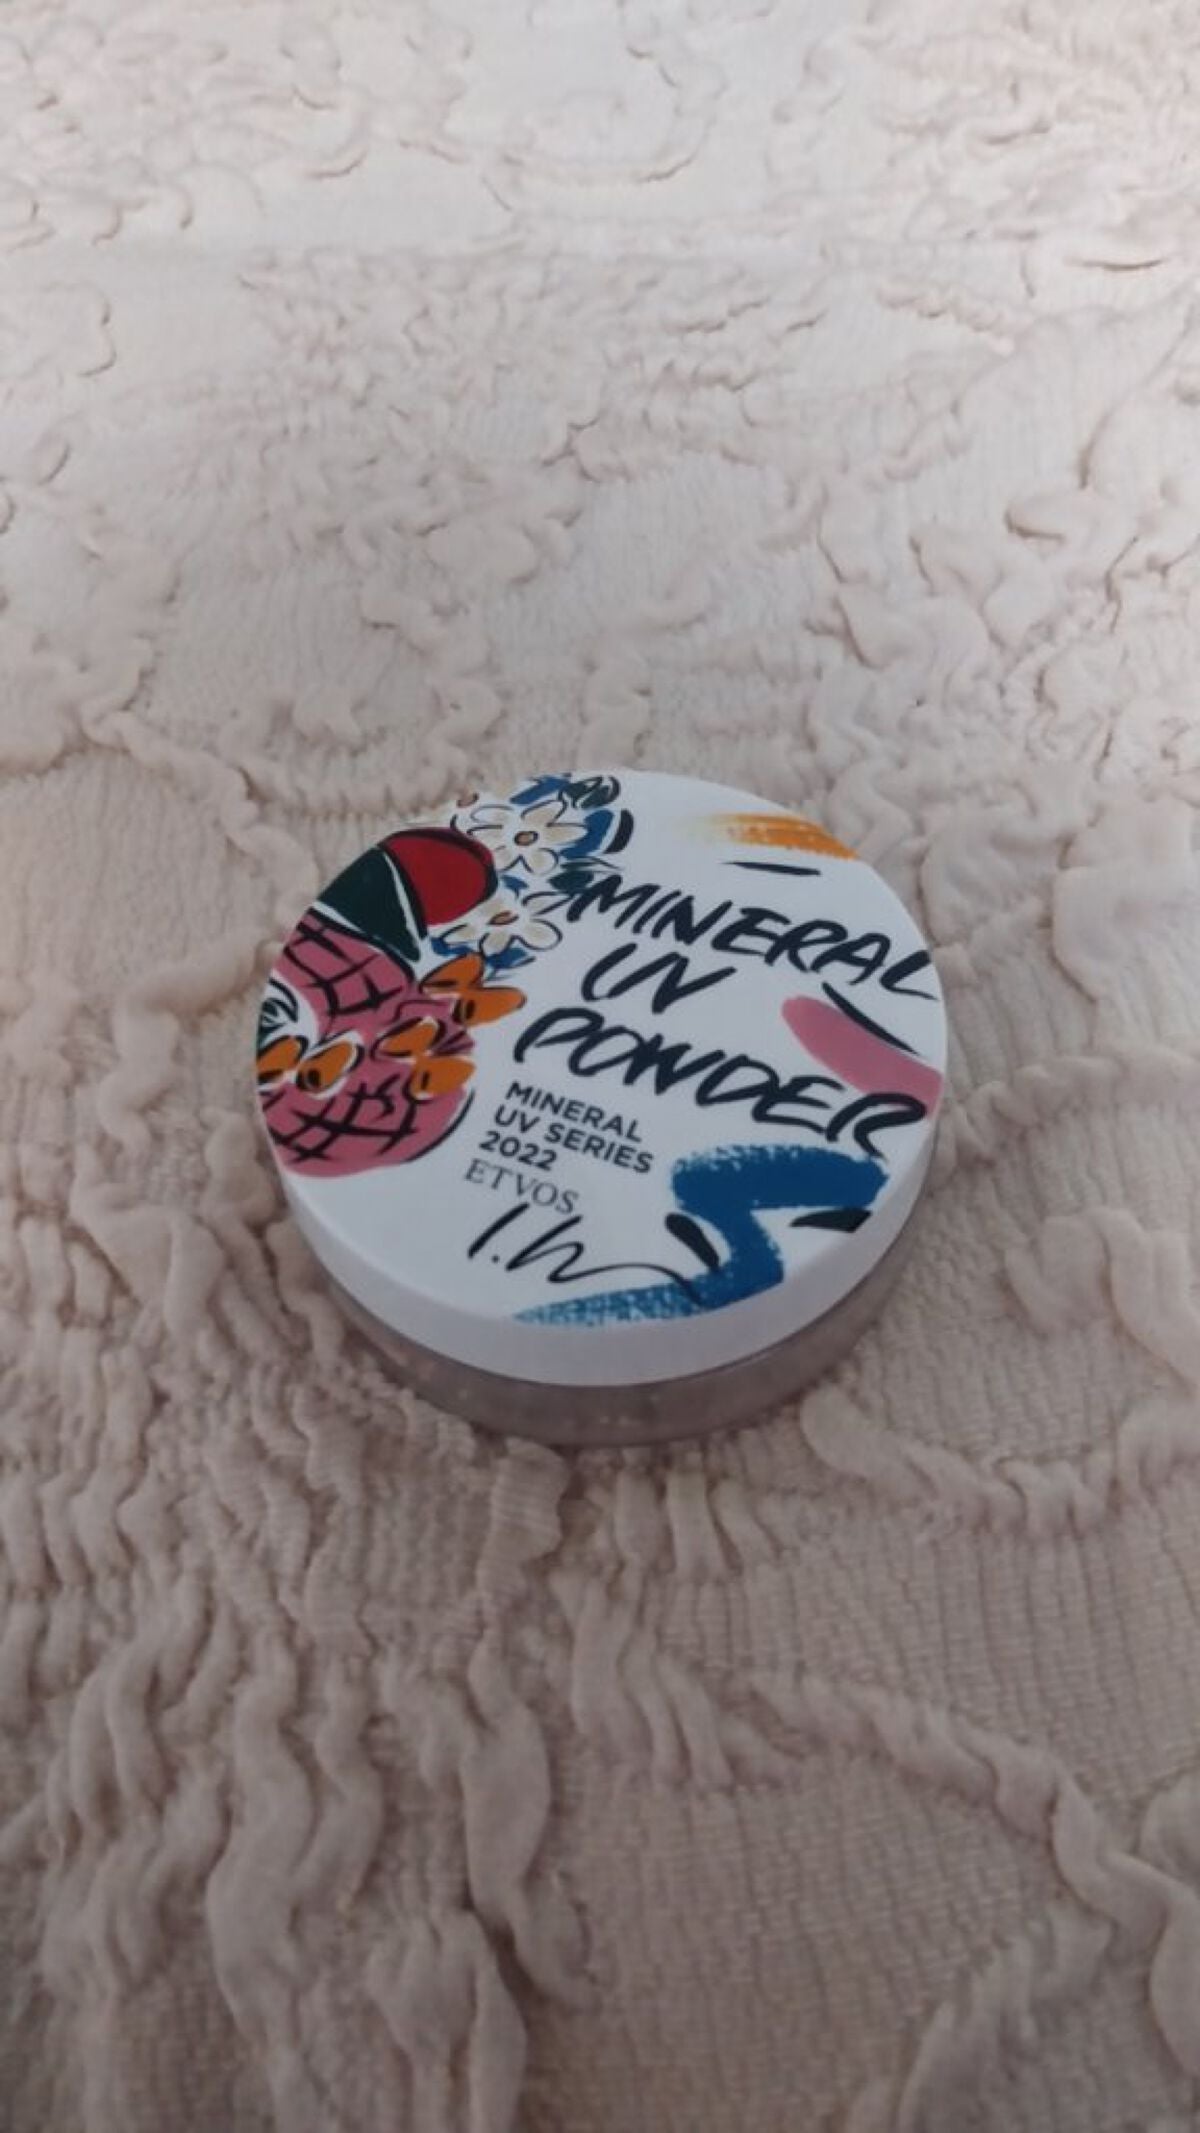 MINERAL
UV
POWDER
MINERAL
UV SERIES
2022
ETVOS